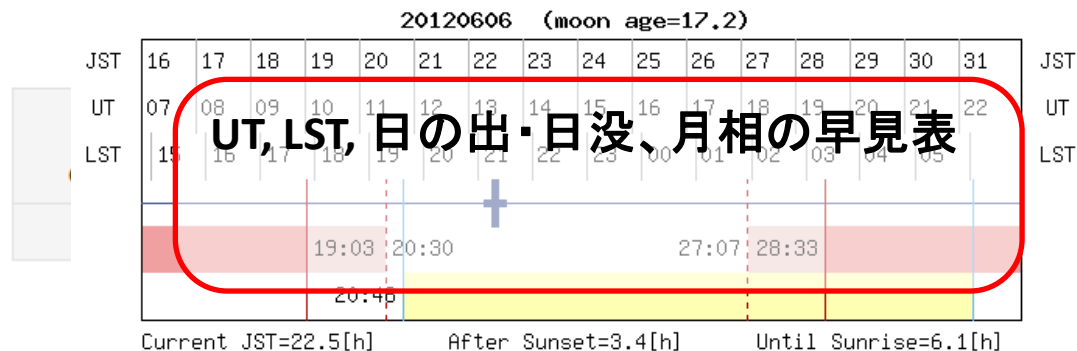 20120606 (moon age=17.2)
JST 16 17 18 19 20 21 22 23 24 25 26 27 28 29 30 31 JST
UT 07 08 09 10 11 12 13 14 15 16 17 18 19 20 21 22 UT
UT, LST, 日の出・日没、月相の早見表
LST 15 16 17 18 19 20 21 22 23 00 01 02 03 04 05 LST
19:03 20:30 27:07 28:33
20:48
Current JST=22.5[h] After Sunset=3.4[h] Until Sunrise=6.1[h]